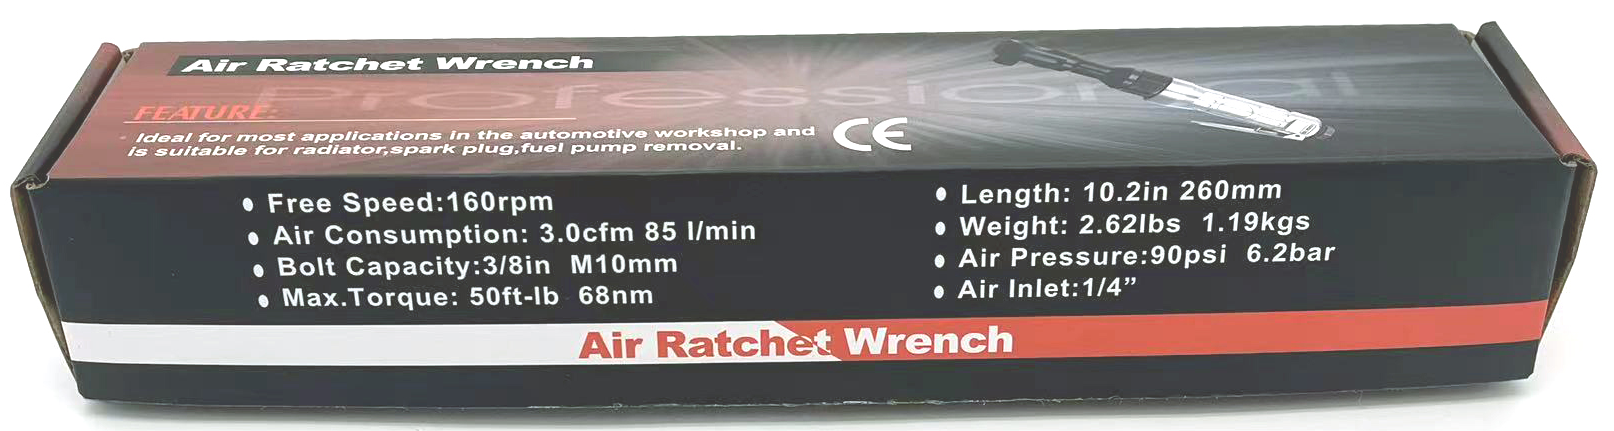 Air Ratchet Wrench
Professional
FEATURE:
Ideal for most applications in the automotive workshop and
is suitable for radiator,spark plug,fuel pump removal.
CE
• Free Speed:160rpm
• Air Consumption: 3.0cfm 85 l/min
• Bolt Capacity:3/8in M10mm
• Max.Torque: 50ft-lb 68nm
• Length: 10.2in 260mm
• Weight: 2.62lbs 1.19kgs
• Air Pressure:90psi 6.2bar
• Air Inlet:1/4”
Air Ratchet Wrench